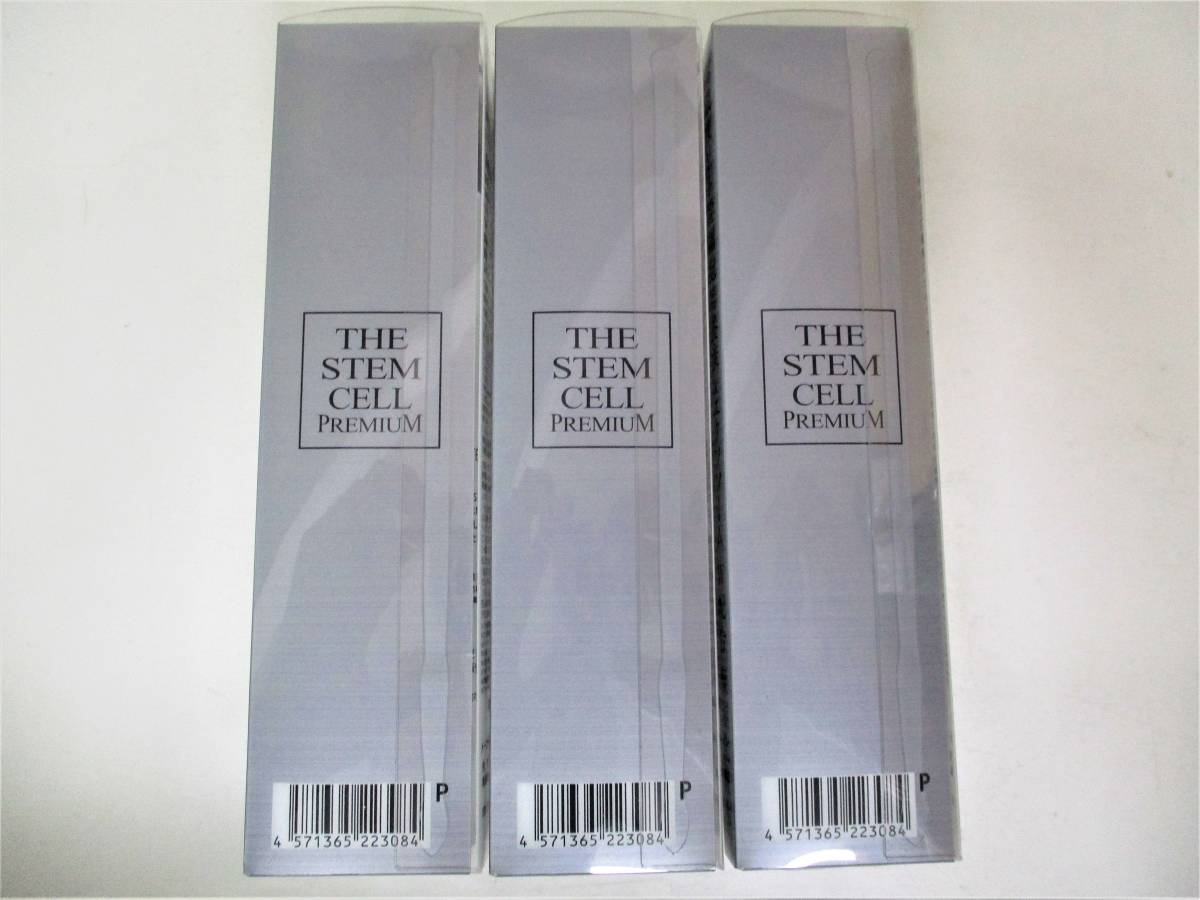 THE
STEM
CELL
PREMIUM
P
4 571365 223084
THE
STEM
CELL
PREMIUM
P
4 571365 223084
THE
STEM
CELL
PREMIUM
P
4 571365 223084